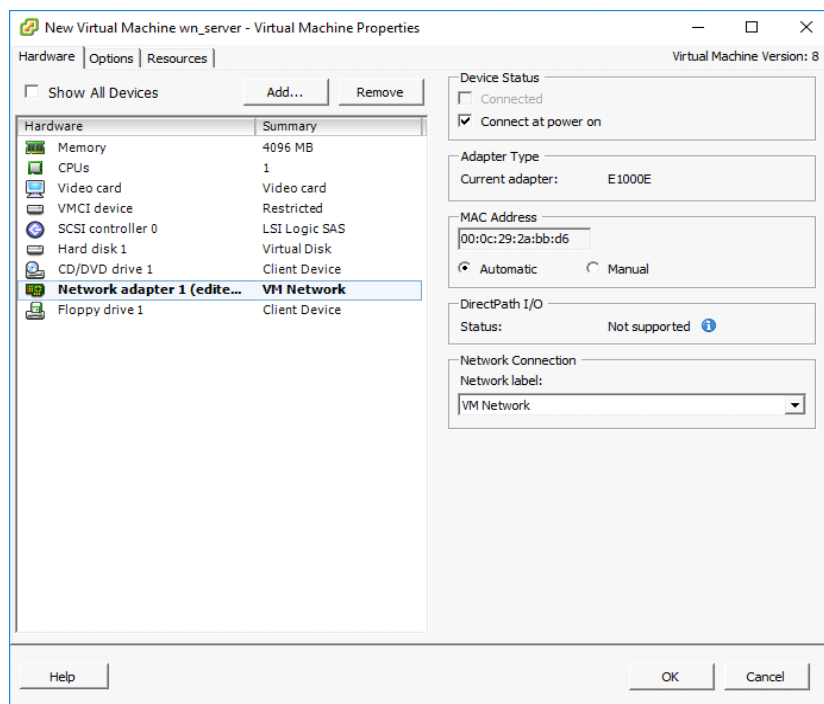 New Virtual Machine wn_server - Virtual Machine Properties
Hardware Options Resources Virtual Machine Version: 8
Show All Devices Add... Remove
Hardware Summary
Memory 4096 MB
CPUs 1
Video card Video card
VMCI device Restricted
SCSI controller 0 LSI Logic SAS
Hard disk 1 Virtual Disk
CD/DVD drive 1 Client Device
Network adapter 1 (edite... VM Network
Floppy drive 1 Client Device
Device Status
Connected
Connect at power on
Adapter Type
Current adapter: E1000E
MAC Address
00:0c:29:2a:bb:d6
Automatic Manual
DirectPath I/O
Status: Not supported
Network Connection
Network label:
VM Network
Help OK Cancel